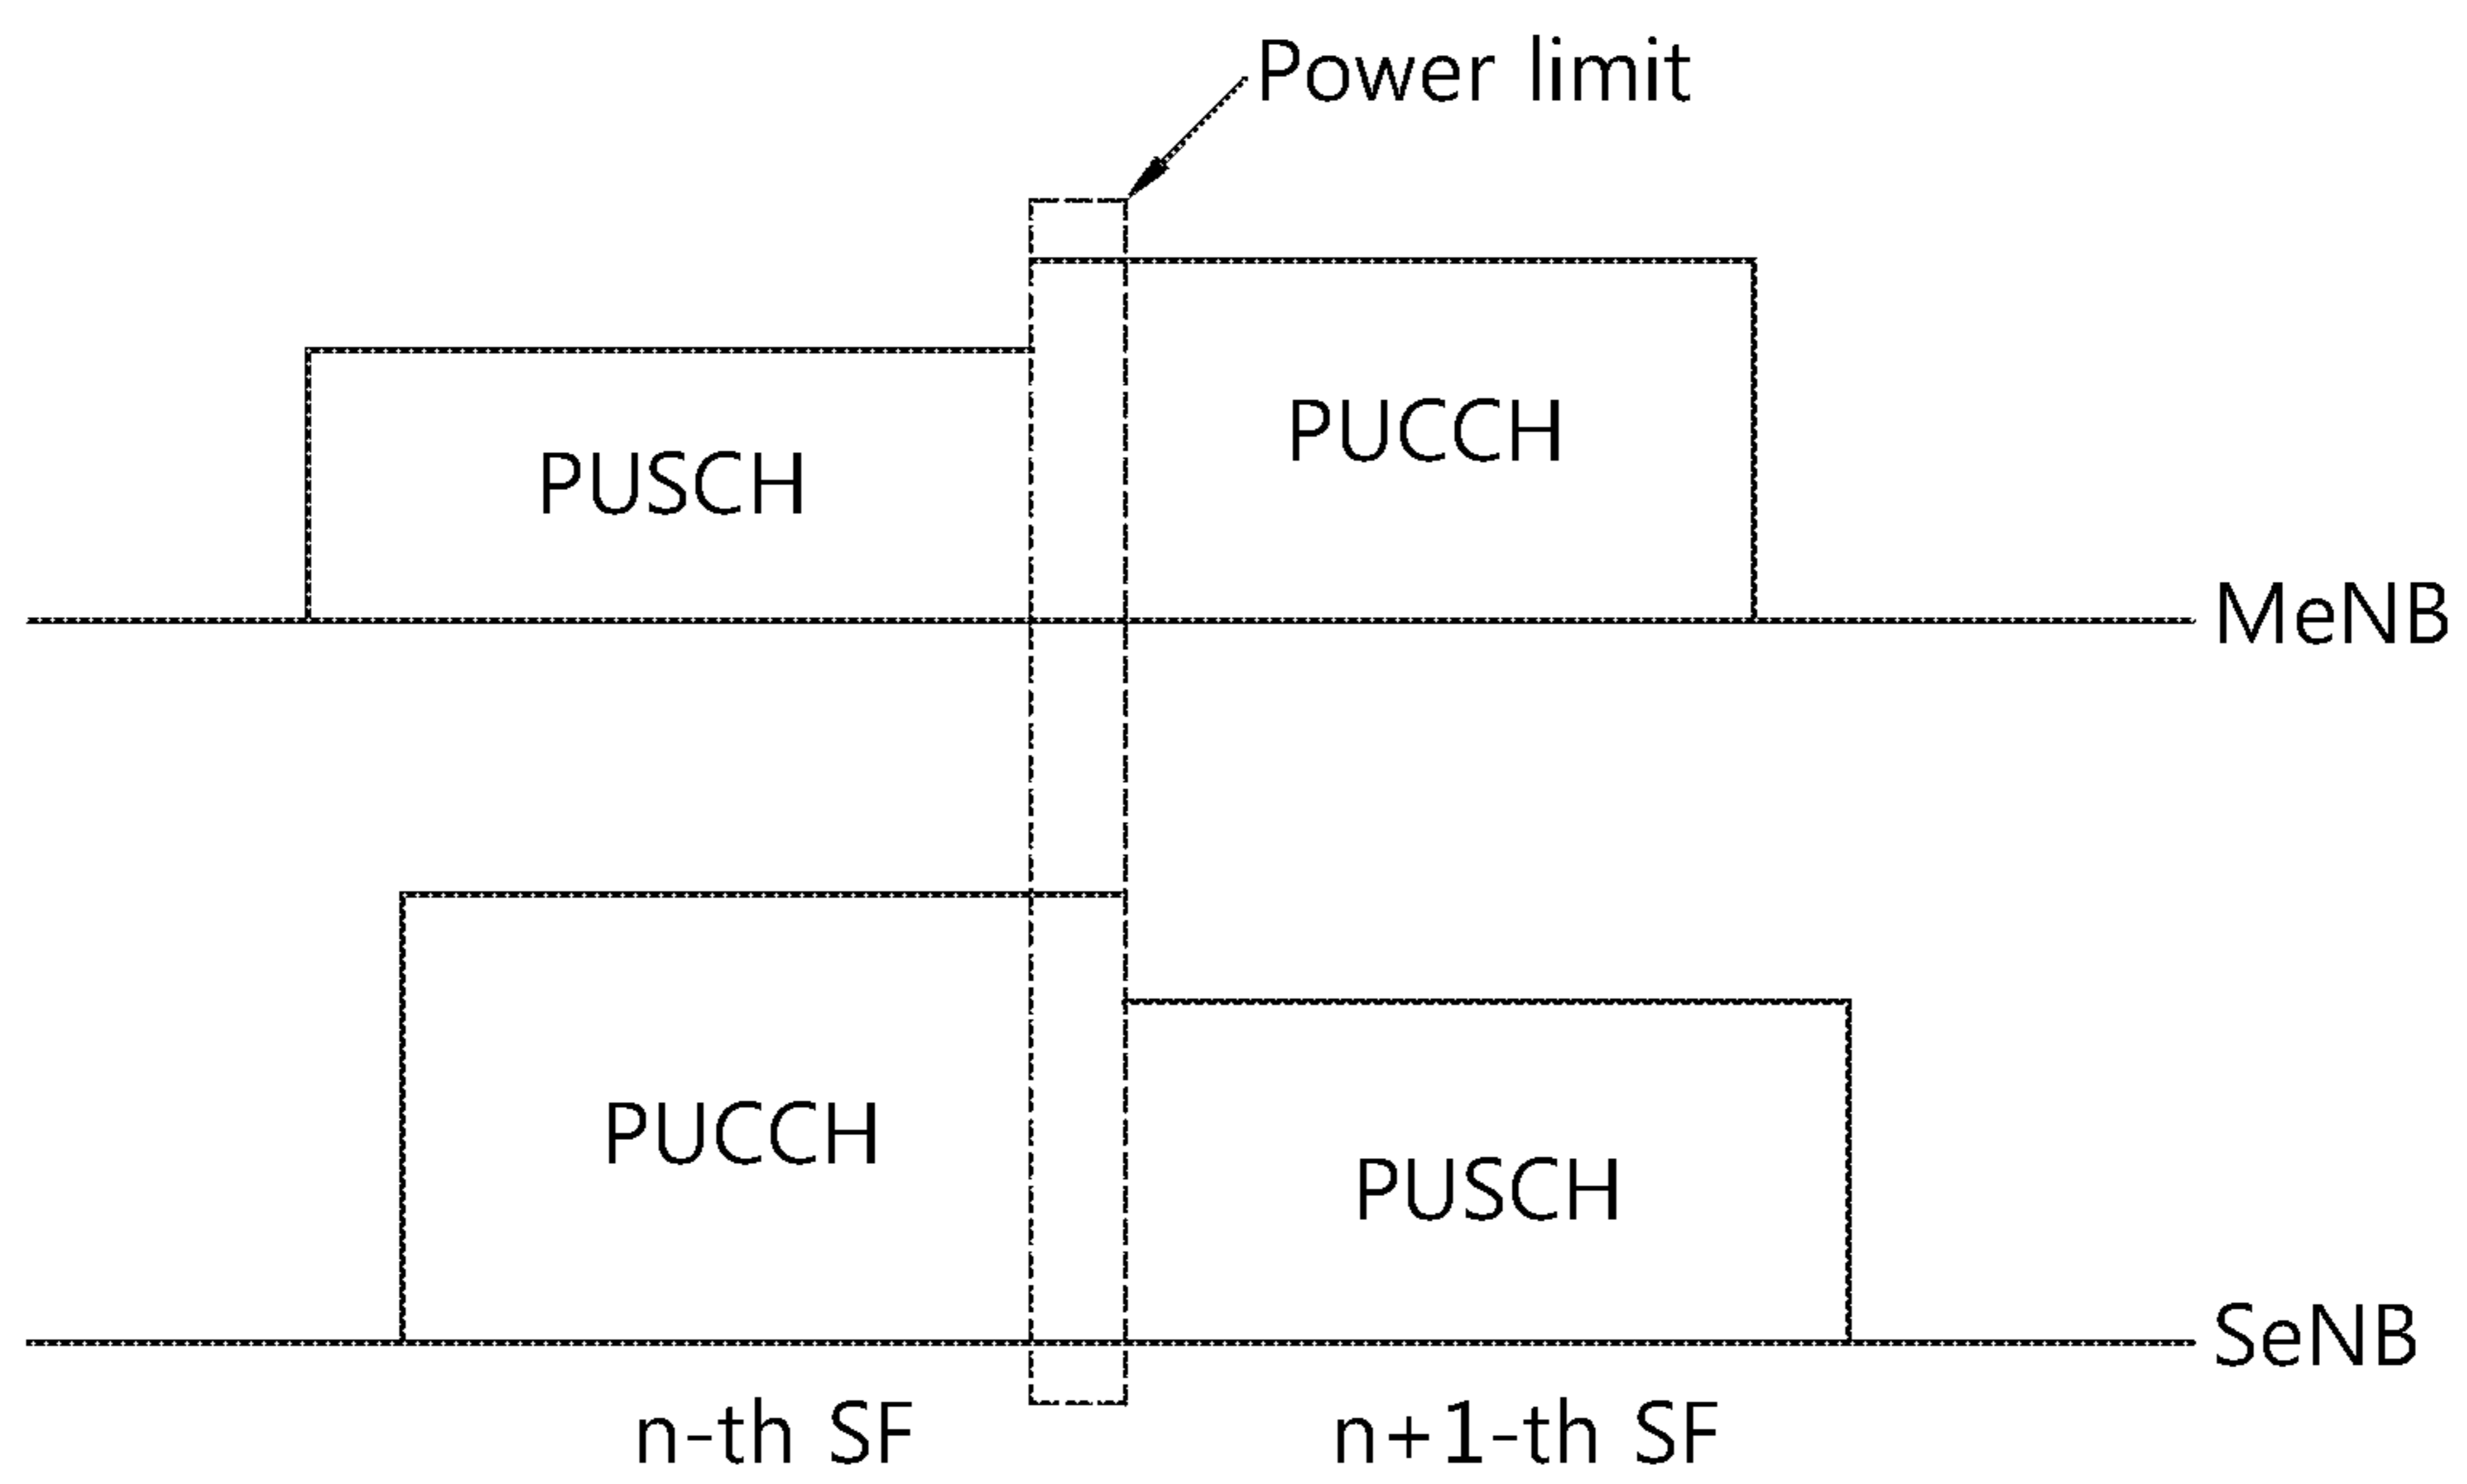 Power limit
PUSCH
PUCCH
MeNB
PUCCH
PUSCH
SeNB
n-th SF
n+1-th SF